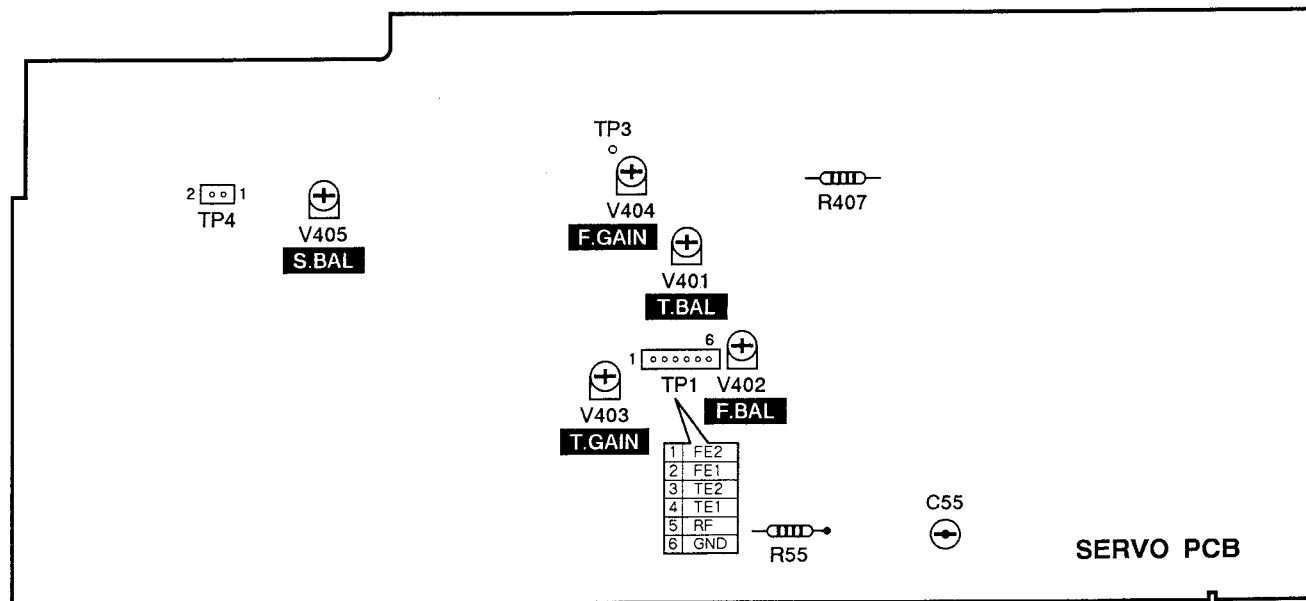 TP3
2 1
TP4
V405
S.BAL
V404
F.GAIN
R407
V401
T.BAL
1 6
TP1
V402
F.BAL
V403
T.GAIN
1 FE2
2 FE1
3 TE2
4 TE1
5 RF
6 GND
R55
C55
SERVO PCB